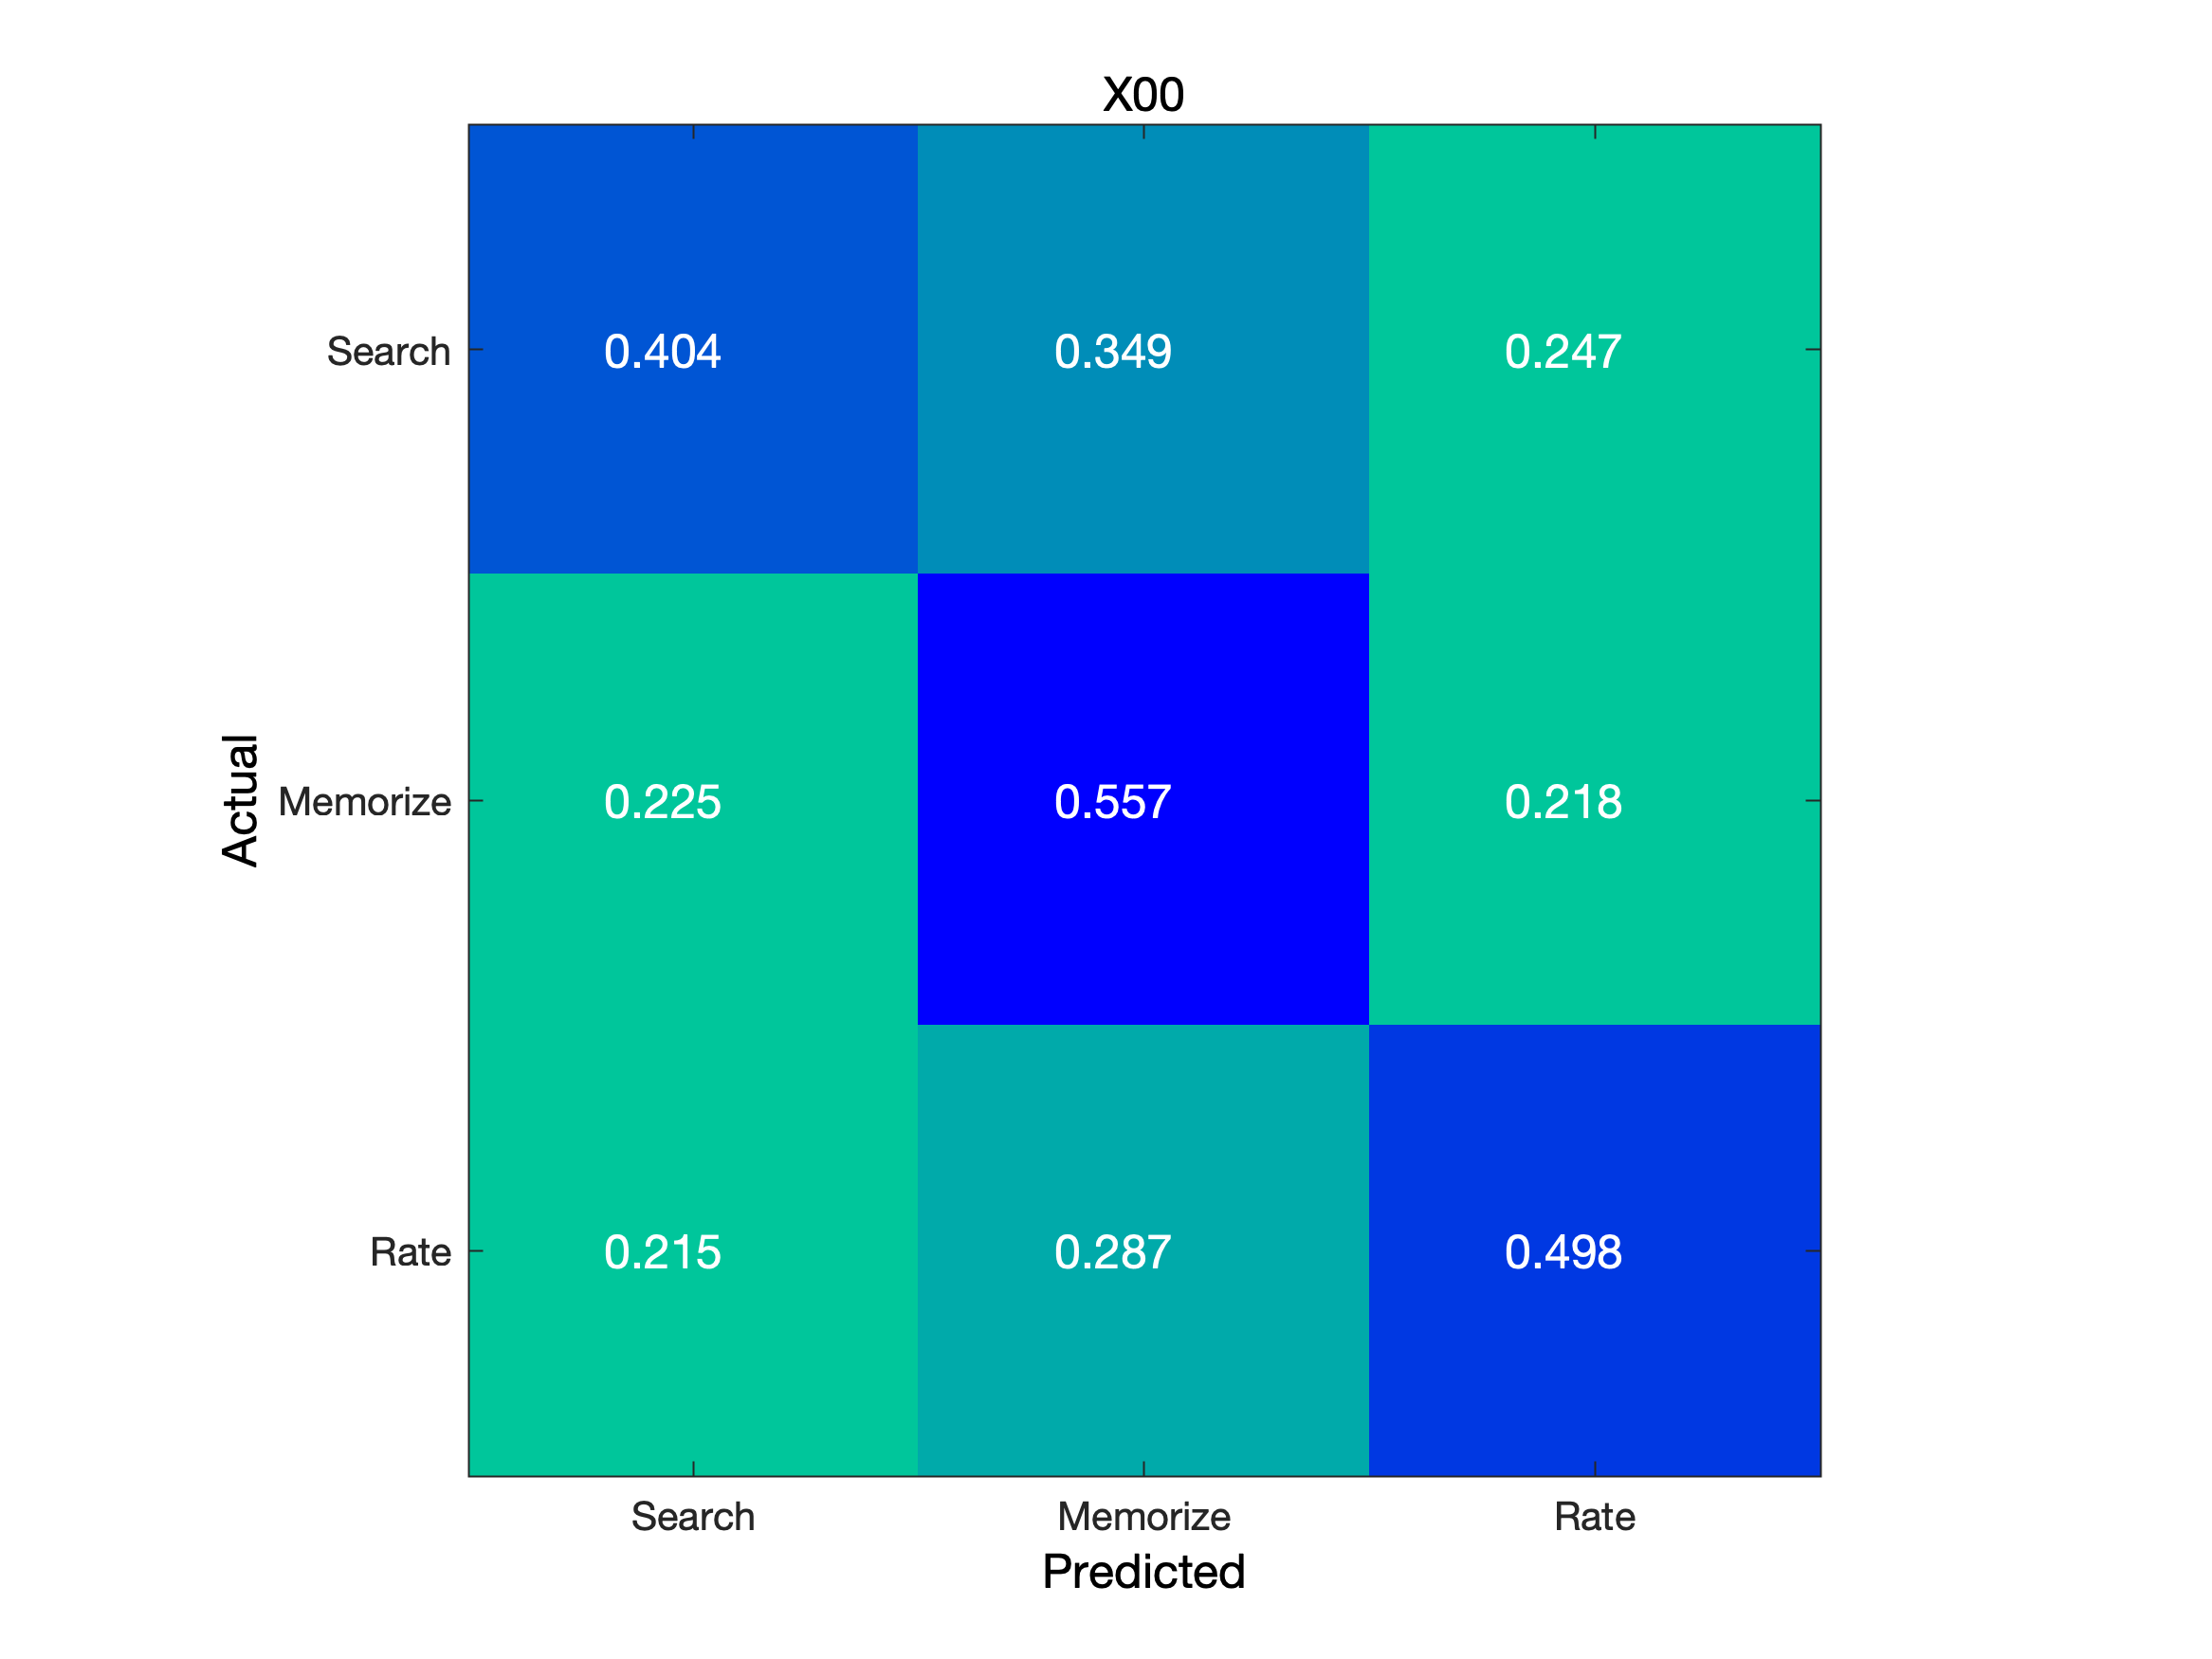 X00
Search 0.404 0.349 0.247
Actual
Memorize 0.225 0.557 0.218
Rate 0.215 0.287 0.498
Search Memorize Rate
Predicted